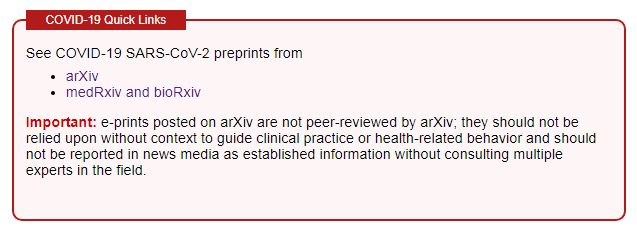 COVID-19 Quick Links
See COVID-19 SARS-CoV-2 preprints from
arXiv
medRxiv and bioRxiv
Important: e-prints posted on arXiv are not peer-reviewed by arXiv; they should not be
relied upon without context to guide clinical practice or health-related behavior and should
not be reported in news media as established information without consulting multiple
experts in the field.